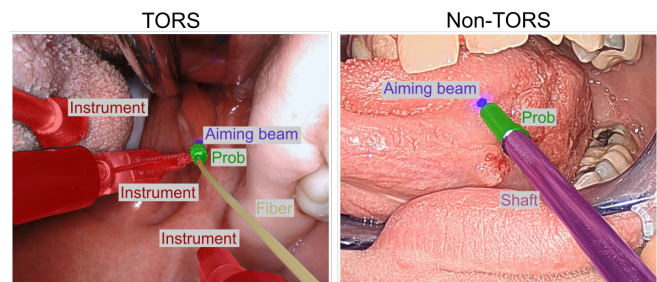 TORS
Non-TORS
Instrument
Aiming beam
Prob
Instrument
Fiber
Instrument
Aiming beam
Prob
Shaft